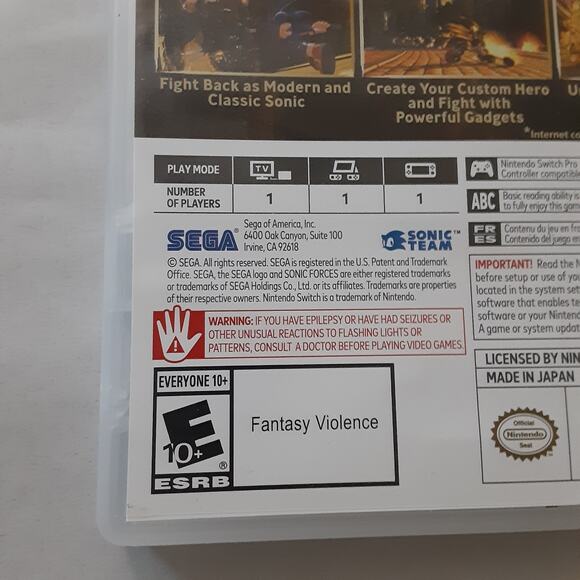 Fight Back as Modern and
Classic Sonic
Create Your Custom Hero
and Fight with
Powerful Gadgets
*Internet co
PLAY MODE
TV
NUMBER
OF PLAYERS
1
1
1
Nintendo Switch Pro
Controller compatible
ABC
Basic reading ability is
to fully enjoy this gam
FR
ES
Contenu du jeu en fra
Contenido del juego e
SEGA®
Sega of America, Inc.
6400 Oak Canyon, Suite 100
Irvine, CA 92618
SONIC
TEAM™
© SEGA. All rights reserved. SEGA is registered in the U.S. Patent and Trademark
Office. SEGA, the SEGA logo and SONIC FORCES are either registered trademarks
or trademarks of SEGA Holdings Co., Ltd. or its affiliates. Trademarks are properties
of their respective owners. Nintendo Switch is a trademark of Nintendo.
IMPORTANT! Read the N
before setup or use of you
located in the system set
software that enables te
software or your Ninten
A game or system updat
WARNING: IF YOU HAVE EPILEPSY OR HAVE HAD SEIZURES OR
OTHER UNUSUAL REACTIONS TO FLASHING LIGHTS OR
PATTERNS, CONSULT A DOCTOR BEFORE PLAYING VIDEO GAMES.
LICENSED BY NIN
MADE IN JAPAN
EVERYONE 10+
E
10+
®
ESRB
Fantasy Violence
Official
Nintendo
Seal